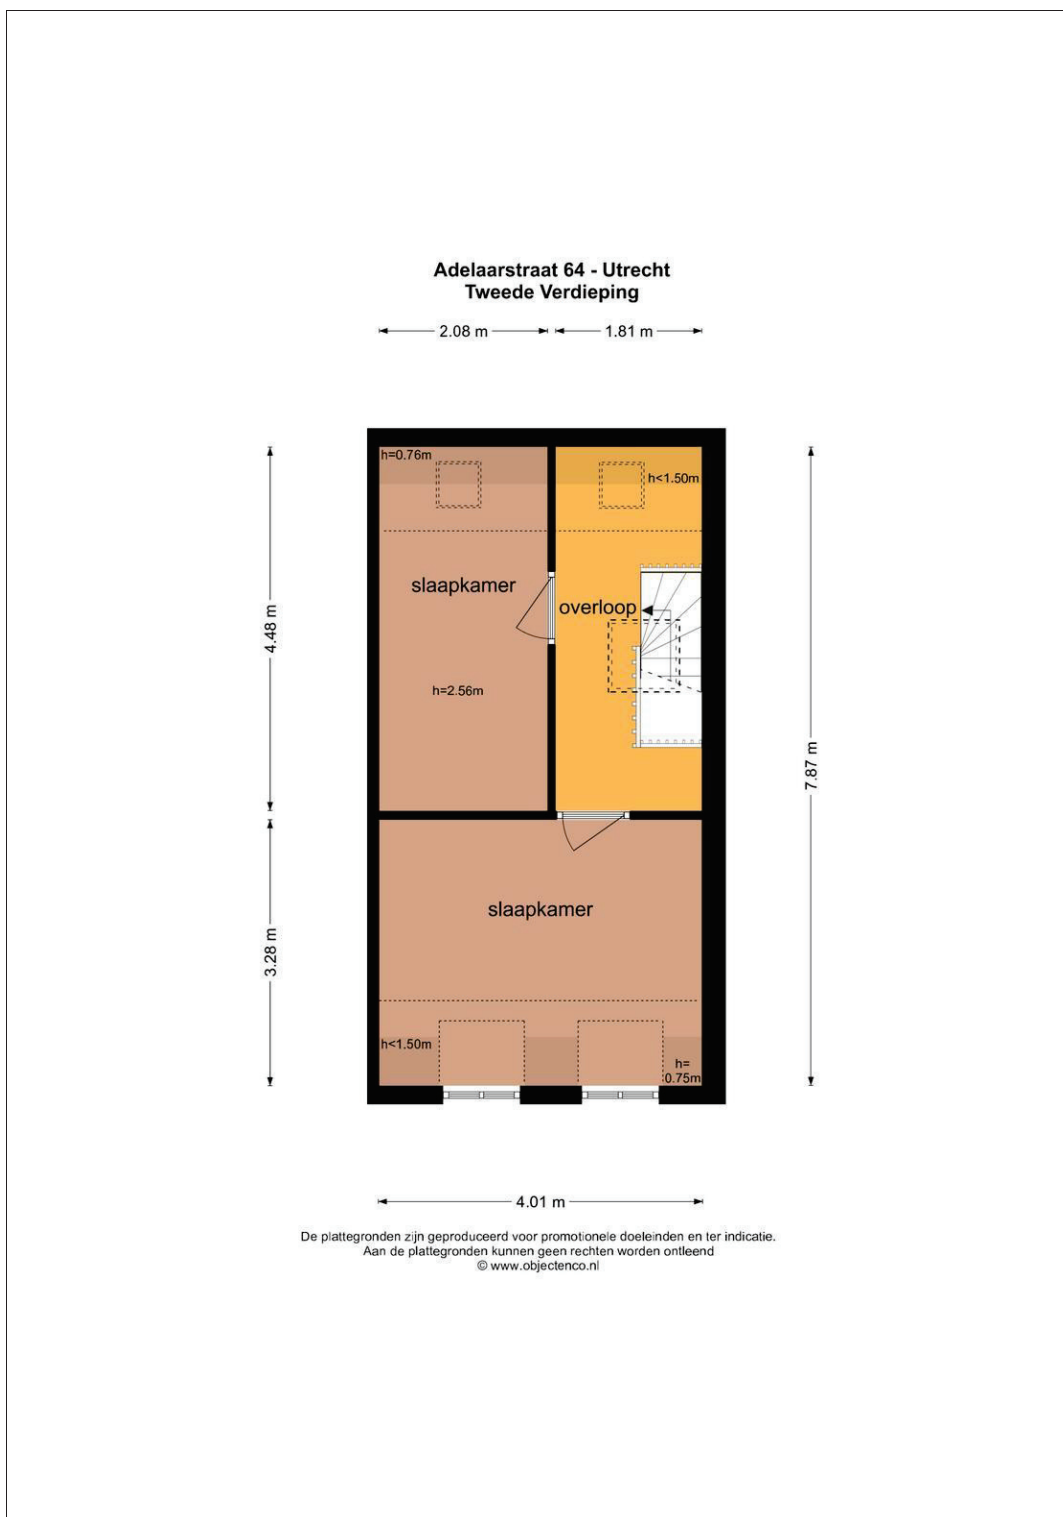 Adelaarstraat 64 - Utrecht
Tweede Verdieping
2.08 m
1.81 m
h=0.76m
h<1.50m
slaapkamer
overloop
4.48 m
h=2.56m
7.87 m
slaapkamer
3.28 m
h<1.50m
h=
0.75m
4.01 m
De plattegronden zijn geproduceerd voor promotionele doeleinden en ter indicatie.
Aan de plattegronden kunnen geen rechten worden ontleend
© www.objectenco.nl